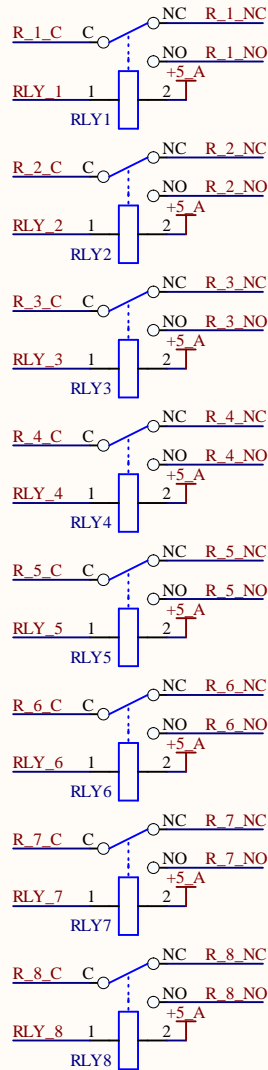 R_1_NC
NC
R_1_C C
NO R_1_NO
+5_A
RLY_1 1 2
RLY1
NC R_2_NC
R_2_C C
NO R_2_NO
+5_A
RLY_2 1 2
RLY2
NC R_3_NC
R_3_C C
NO R_3_NO
+5_A
RLY_3 1 2
RLY3
NC R_4_NC
R_4_C C
NO R_4_NO
+5_A
RLY_4 1 2
RLY4
NC R_5_NC
R_5_C C
NO R_5_NO
+5_A
RLY_5 1 2
RLY5
NC R_6_NC
R_6_C C
NO R_6_NO
+5_A
RLY_6 1 2
RLY6
NC R_7_NC
R_7_C C
NO R_7_NO
+5_A
RLY_7 1 2
RLY7
NC R_8_NC
R_8_C C
NO R_8_NO
+5_A
RLY_8 1 2
RLY8